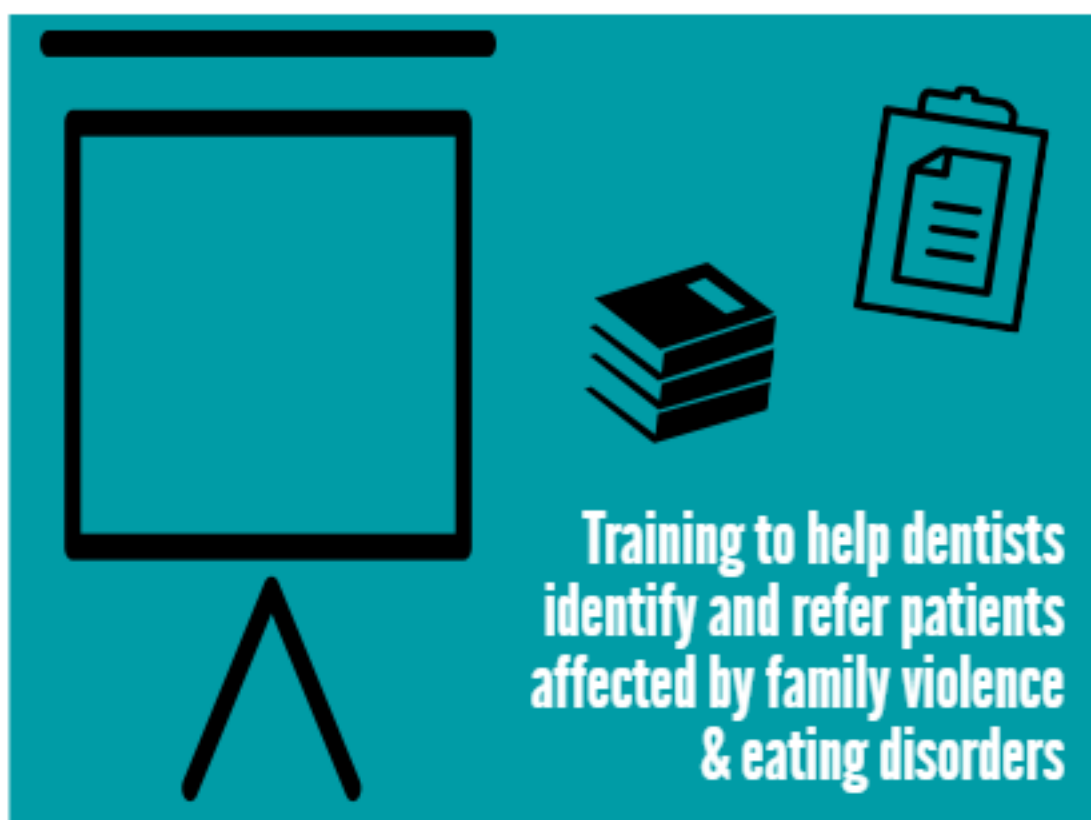 Training to help dentists
identify and refer patients
affected by family violence
& eating disorders